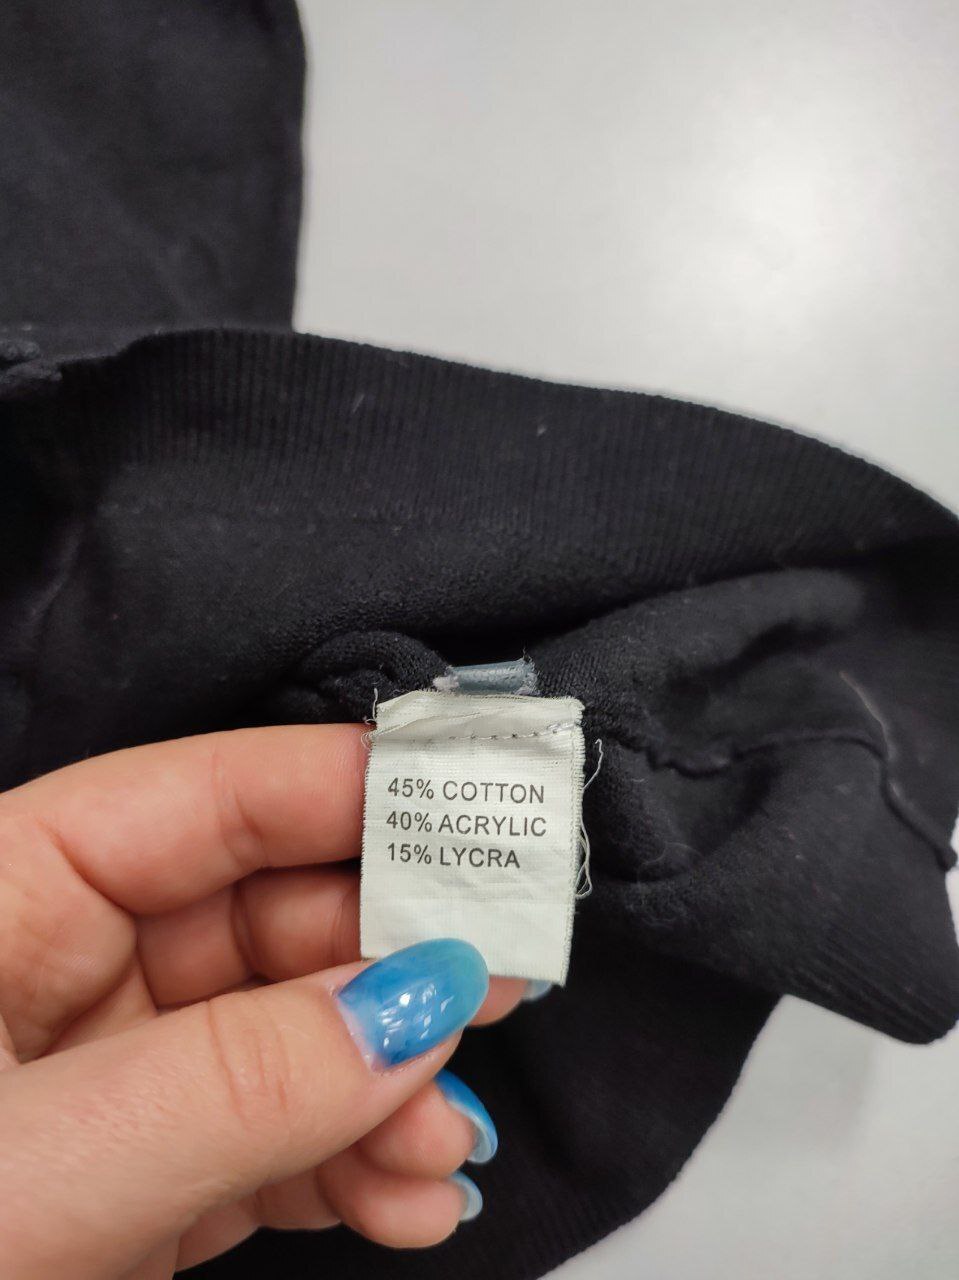 45% COTTON
40% ACRYLIC
15% LYCRA